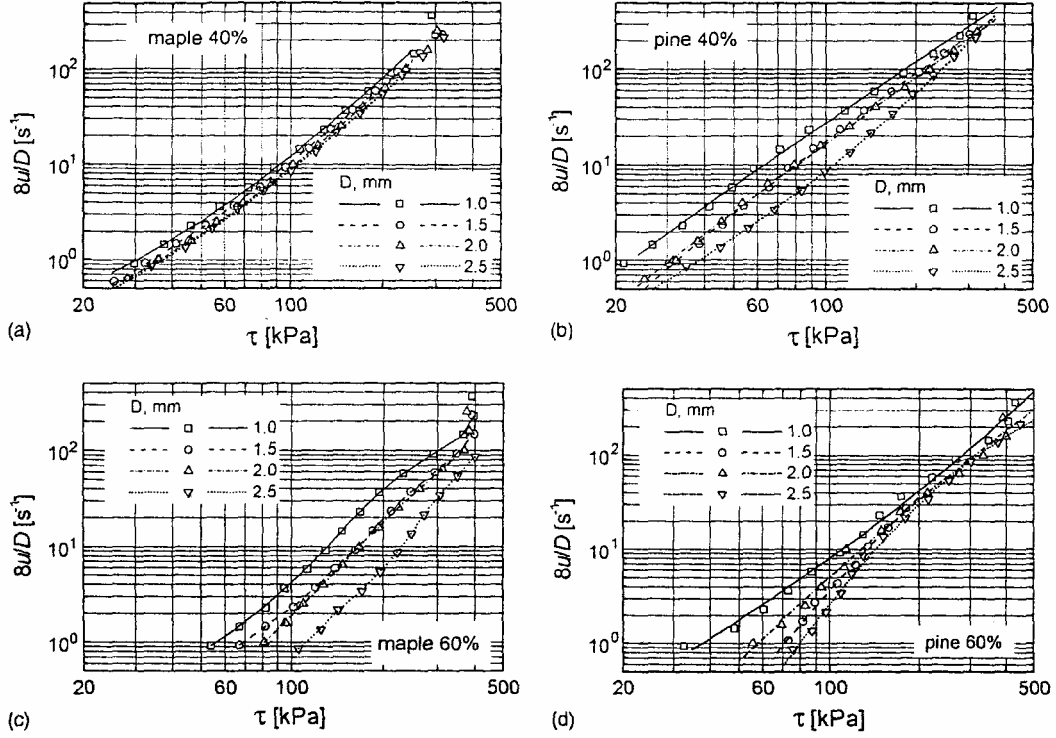 maple 40%
8u/D [s⁻¹]
10²
10¹
10⁰
D, mm
1.0
1.5
2.0
2.5
20 60 100 500
(a)
τ [kPa]
pine 40%
8u/D [s⁻¹]
10²
10¹
10⁰
D, mm
1.0
1.5
2.0
2.5
20 60 100 500
(b)
τ [kPa]
D, mm
1.0
1.5
2.0
2.5
8u/D [s⁻¹]
10²
10¹
10⁰
maple 60%
20 60 100 500
(c)
τ [kPa]
D, mm
1.0
1.5
2.0
2.5
8u/D [s⁻¹]
10²
10¹
10⁰
pine 60%
20 60 100 500
(d)
τ [kPa]